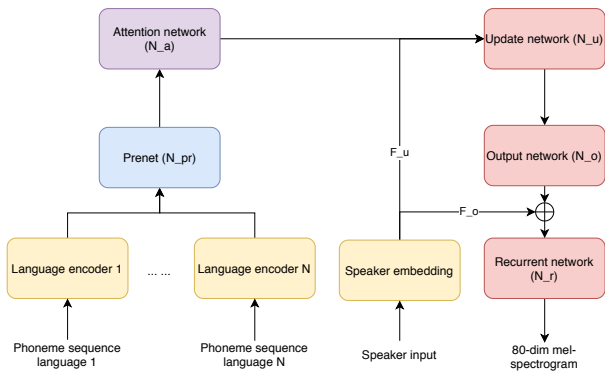 Attention network
(N_a)
Update network (N_u)
Prenet (N_pr)
F_u
Output network (N_o)
F_o
Language encoder 1
... ...
Language encoder N
Speaker embedding
Recurrent network
(N_r)
Phoneme sequence
language 1
Phoneme sequence
language N
Speaker input
80-dim mel-
spectrogram